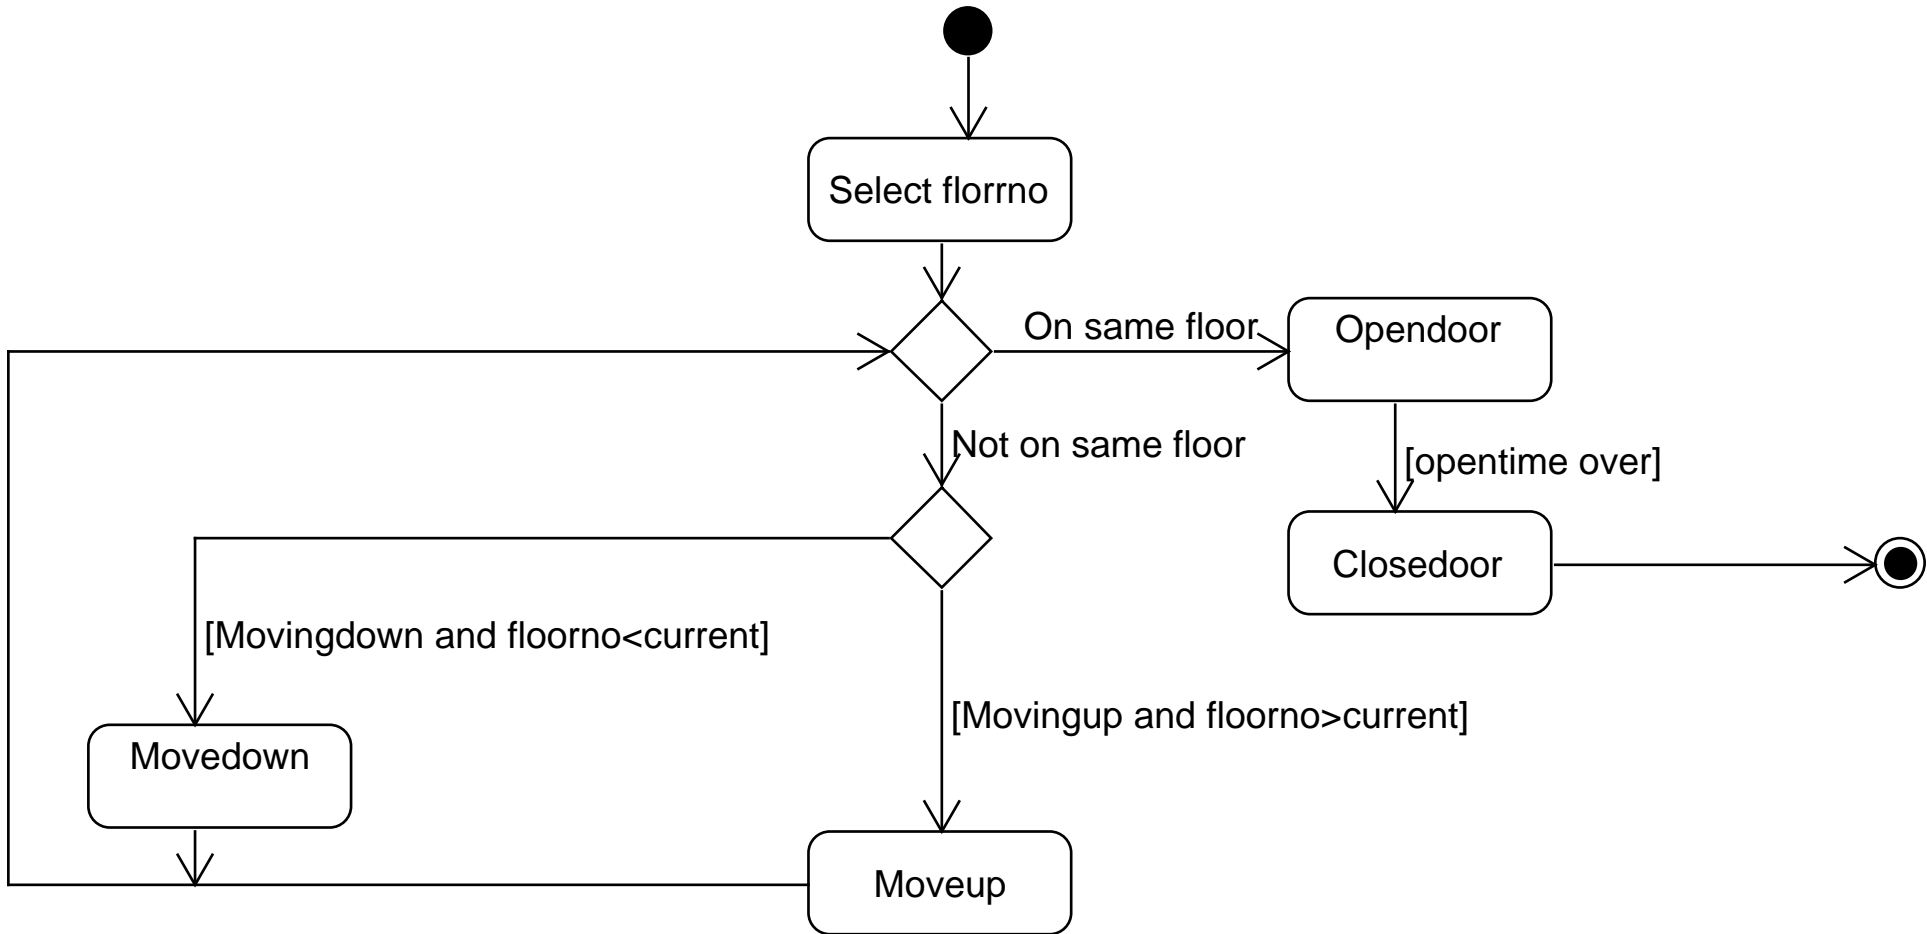 Select florrno
On same floor
Opendoor
Not on same floor
[opentime over]
Closedoor
[Movingdown and floorno<current]
[Movingup and floorno>current]
Movedown
Moveup